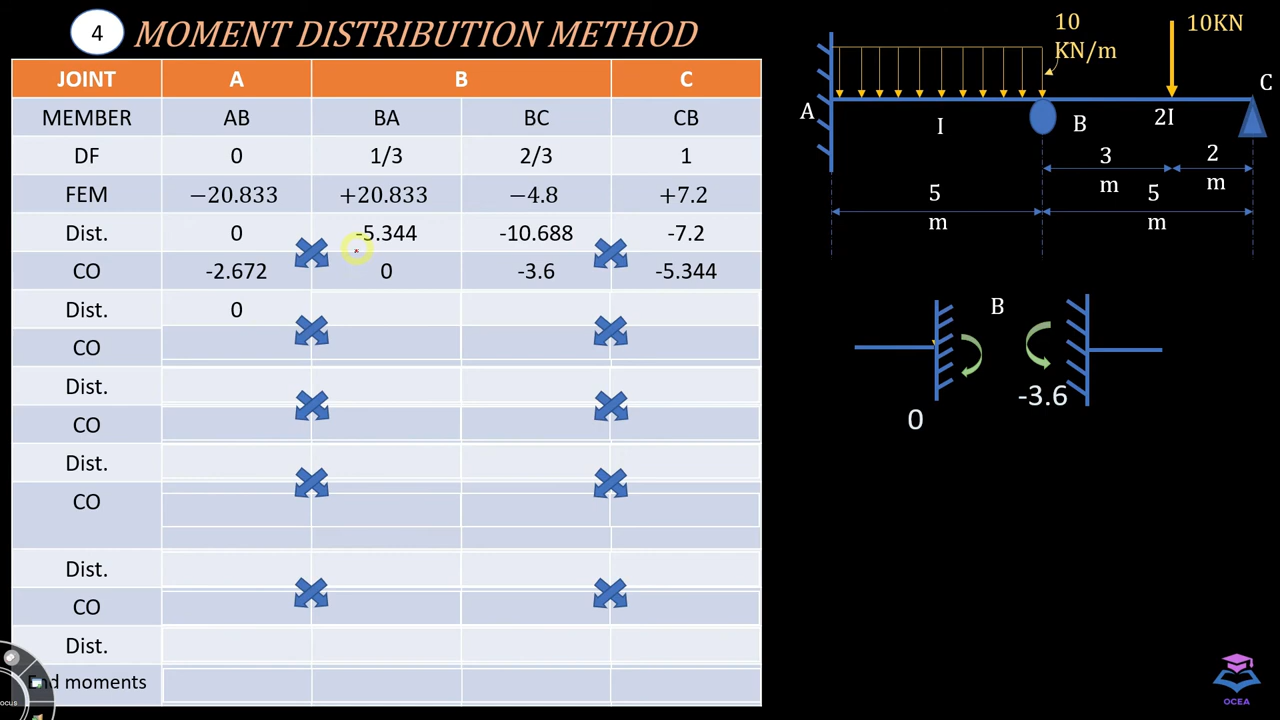 4 MOMENT DISTRIBUTION METHOD
JOINT A B C
MEMBER AB BA BC CB
DF 0 1/3 2/3 1
FEM −20.833 +20.833 −4.8 +7.2
Dist. 0 -5.344 -10.688 -7.2
CO -2.672 0 -3.6 -5.344
Dist. 0
CO
Dist.
CO
Dist.
CO
Dist.
CO
Dist.
End moments
ocus
10
KN/m
10KN
A
I
B
2I
C
3
m
2
m
5
m
5
m
B
0
-3.6
OCEA